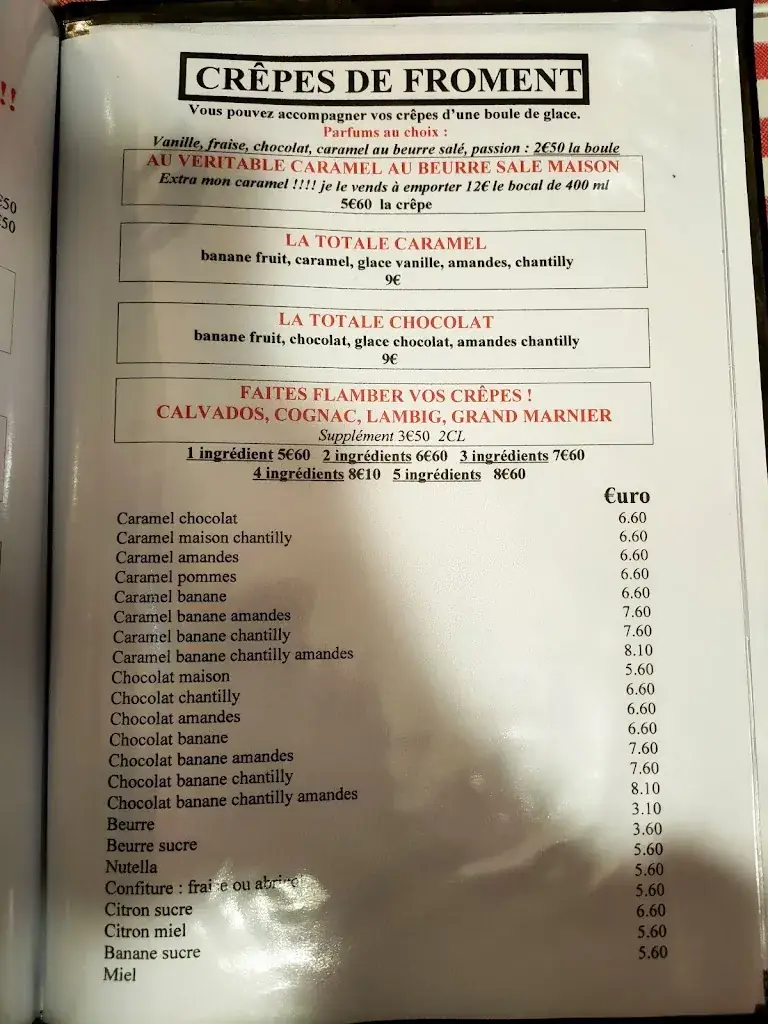 !!
€50
€50
CRÊPES DE FROMENT
Vous pouvez accompagner vos crêpes d'une boule de glace.
Parfums au choix :
Vanille, fraise, chocolat, caramel au beurre salé, passion : 2€50 la boule
AU VERITABLE CARAMEL AU BEURRE SALE MAISON
Extra mon caramel !!!! je le vends à emporter 12€ le bocal de 400 ml
5€60 la crêpe
LA TOTALE CARAMEL
banane fruit, caramel, glace vanille, amandes, chantilly
9€
LA TOTALE CHOCOLAT
banane fruit, chocolat, glace chocolat, amandes chantilly
9€
FAITES FLAMBER VOS CRÊPES !
CALVADOS, COGNAC, LAMBIG, GRAND MARNIER
Supplément 3€50 2CL
1 ingrédient 5€60 2 ingrédients 6€60 3 ingrédients 7€60
4 ingrédients 8€10 5 ingrédients 8€60
€uro
Caramel chocolat 6.60
Caramel maison chantilly 6.60
Caramel amandes 6.60
Caramel pommes 6.60
Caramel banane 6.60
Caramel banane amandes 7.60
Caramel banane chantilly 7.60
Caramel banane chantilly amandes 8.10
Chocolat maison 5.60
Chocolat chantilly 6.60
Chocolat amandes 6.60
Chocolat banane 6.60
Chocolat banane amandes 7.60
Chocolat banane chantilly 7.60
Chocolat banane chantilly amandes 8.10
Beurre 3.10
Beurre sucre 3.60
Nutella 5.60
Confiture : fraise ou abricot 5.60
Citron sucre 5.60
Citron miel 6.60
Banane sucre 5.60
Miel 5.60